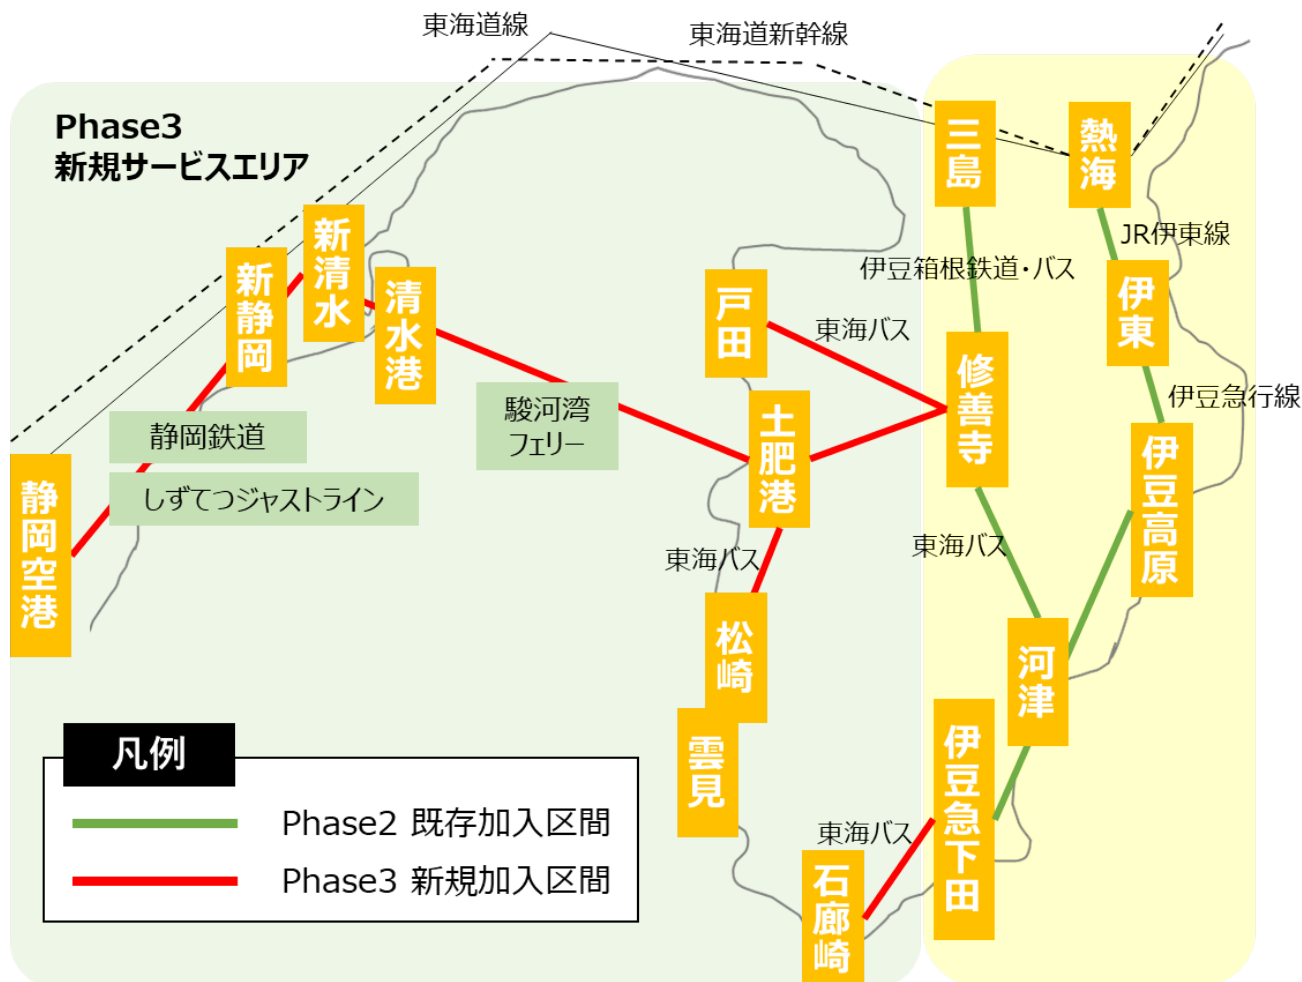 東海道線
東海道新幹線
Phase3
新規サービスエリア
三島
熱海
JR伊東線
新清水
新静岡
清水港
戸田
伊豆箱根鉄道・バス
伊東
東海バス
修善寺
伊豆急行線
駿河湾
フェリー
土肥港
静岡鉄道
しずてつジャストライン
静岡空港
伊豆高原
東海バス
東海バス
松崎
河津
雲見
伊豆急下田
東海バス
石廊崎
凡例
Phase2 既存加入区間
Phase3 新規加入区間